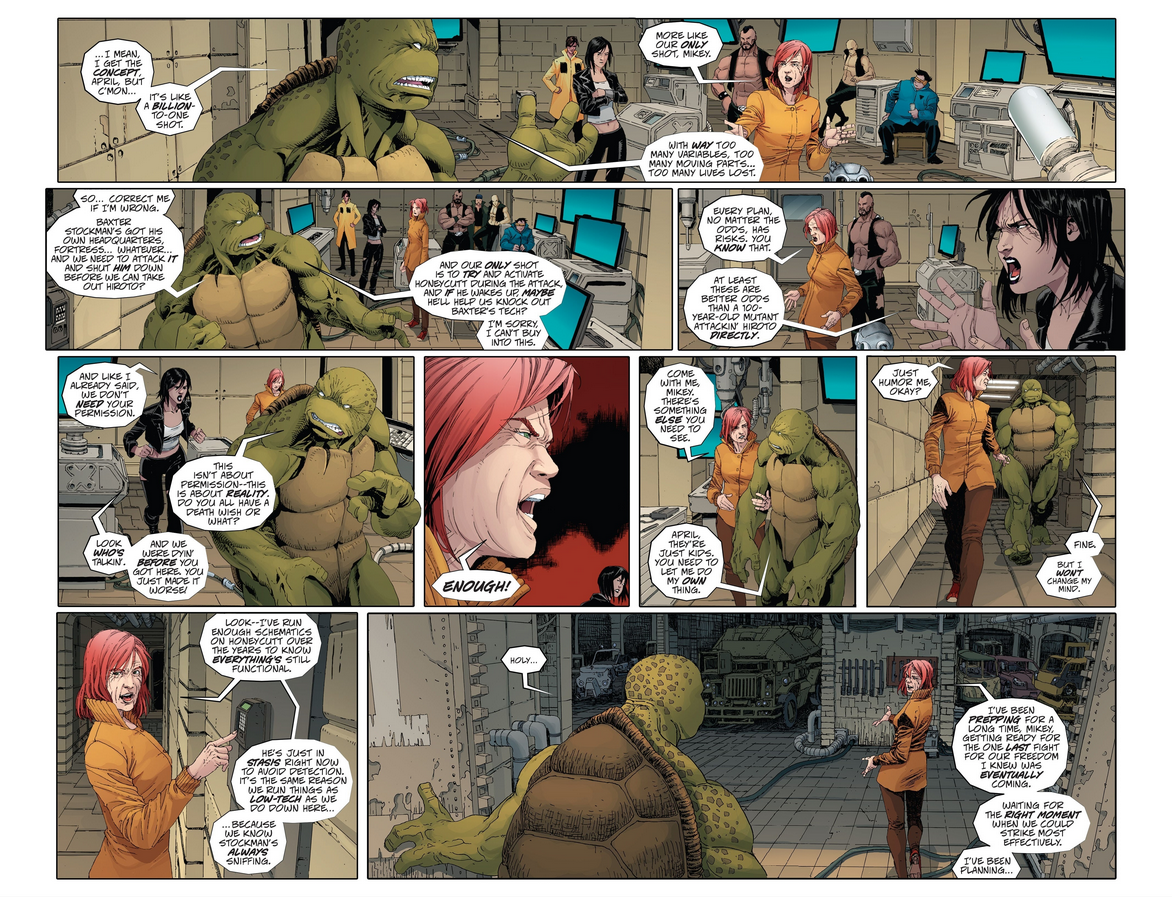 ...I MEAN,
I GET THE
CONCEPT,
APRIL, BUT
C'MON...
IT'S LIKE
A BILLION-
TO-ONE
SHOT.
MORE LIKE
OUR ONLY
SHOT, MIKEY.
WITH WAY TOO
MANY VARIABLES, TOO
MANY MOVING PARTS...
TOO MANY LIVES LOST.
SO... CORRECT ME
IF I'M WRONG.
BAXTER
STOCKMAN'S GOT HIS
OWN HEADQUARTERS,
FORTRESS... WHATEVER...
AND WE NEED TO ATTACK IT
AND SHUT HIM DOWN
BEFORE WE CAN TAKE
OUT HIROTO?
AND OUR ONLY SHOT
IS TO TRY AND ACTIVATE
HONEYCUTT DURING THE ATTACK,
AND IF HE WAKES UP, MAYBE
HE'LL HELP US KNOCK OUT
BAXTER'S TECH?
I'M SORRY,
I CAN'T BUY
INTO THIS.
EVERY PLAN,
NO MATTER THE
ODDS, HAS
RISKS. YOU
KNOW THAT.
AT LEAST
THESE ARE
BETTER ODDS
THAN A 100-
YEAR-OLD MUTANT
ATTACKIN' HIROTO
DIRECTLY.
AND LIKE I
ALREADY SAID,
WE DON'T
NEED YOUR
PERMISSION.
THIS
ISN'T ABOUT
PERMISSION--THIS
IS ABOUT REALITY.
DO YOU ALL HAVE A
DEATH WISH OR
WHAT?
LOOK
WHO'S
TALKIN'.
AND WE
WERE DYIN'
BEFORE YOU
GOT HERE. YOU
JUST MADE IT
WORSE!
ENOUGH!
COME
WITH ME,
MIKEY.
THERE'S
SOMETHING
ELSE YOU
NEED TO
SEE.
APRIL,
THEY'RE
JUST KIDS.
YOU NEED TO
LET ME DO
MY OWN
THING.
JUST
HUMOR ME,
OKAY?
FINE.
BUT I
WON'T
CHANGE MY
MIND.
LOOK--I'VE RUN
ENOUGH SCHEMATICS
ON HONEYCUTT OVER
THE YEARS TO KNOW
EVERYTHING'S STILL
FUNCTIONAL.
HE'S JUST IN
STASIS RIGHT NOW
TO AVOID DETECTION.
IT'S THE SAME REASON
WE RUN THINGS AS
LOW-TECH AS WE
DO DOWN HERE...
...BECAUSE
WE KNOW
STOCKMAN'S
ALWAYS
SNIFFING.
HOLY...
I'VE BEEN
PREPPING FOR A
LONG TIME, MIKEY,
GETTING READY FOR
THE ONE LAST FIGHT
FOR OUR FREEDOM
I KNEW WAS
EVENTUALLY
COMING.
WAITING FOR
THE RIGHT MOMENT
WHEN WE COULD
STRIKE MOST
EFFECTIVELY.
I'VE BEEN
PLANNING...